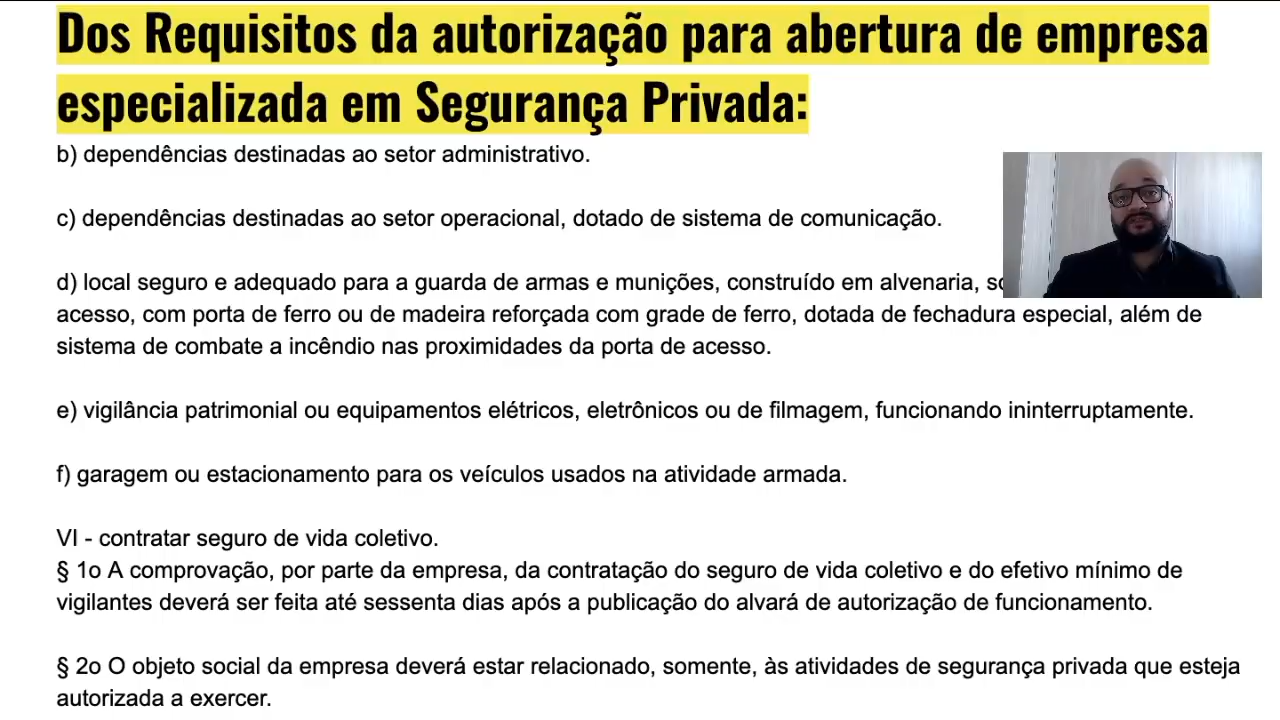 Dos Requisitos da autorização para abertura de empresa
especializada em Segurança Privada:
b) dependências destinadas ao setor administrativo.
c) dependências destinadas ao setor operacional, dotado de sistema de comunicação.
d) local seguro e adequado para a guarda de armas e munições, construído em alvenaria,
acesso, com porta de ferro ou de madeira reforçada com grade de ferro, dotada de fechadura especial, além de
sistema de combate a incêndio nas proximidades da porta de acesso.
e) vigilância patrimonial ou equipamentos elétricos, eletrônicos ou de filmagem, funcionando ininterruptamente.
f) garagem ou estacionamento para os veículos usados na atividade armada.
VI - contratar seguro de vida coletivo.
§ 1o A comprovação, por parte da empresa, da contratação do seguro de vida coletivo e do efetivo mínimo de
vigilantes deverá ser feita até sessenta dias após a publicação do alvará de autorização de funcionamento.
§ 2o O objeto social da empresa deverá estar relacionado, somente, às atividades de segurança privada que esteja
autorizada a exercer.